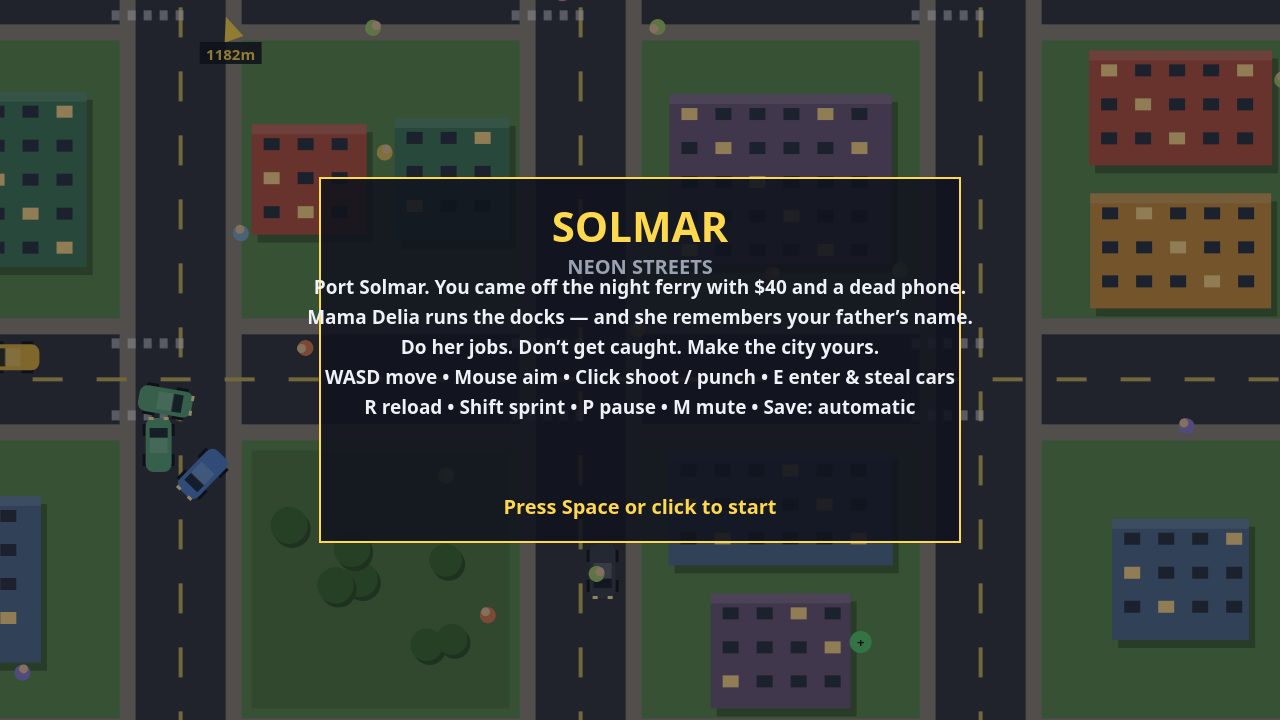 1182m
SOLMAR
NEON STREETS
Port Solmar. You came off the night ferry with $40 and a dead phone.
Mama Delia runs the docks — and she remembers your father’s name.
Do her jobs. Don’t get caught. Make the city yours.
WASD move • Mouse aim • Click shoot / punch • E enter & steal cars
R reload • Shift sprint • P pause • M mute • Save: automatic
Press Space or click to start
+